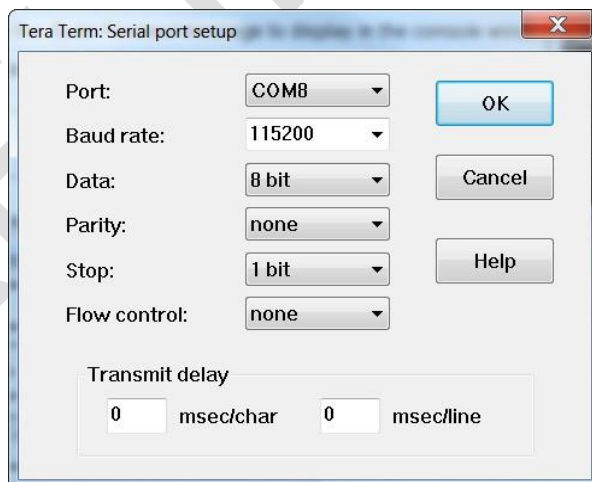 Tera Term: Serial port setup
Port: COM8
OK
Baud rate: 115200
Data: 8 bit
Cancel
Parity: none
Stop: 1 bit
Help
Flow control: none
Transmit delay
0 msec/char 0 msec/line